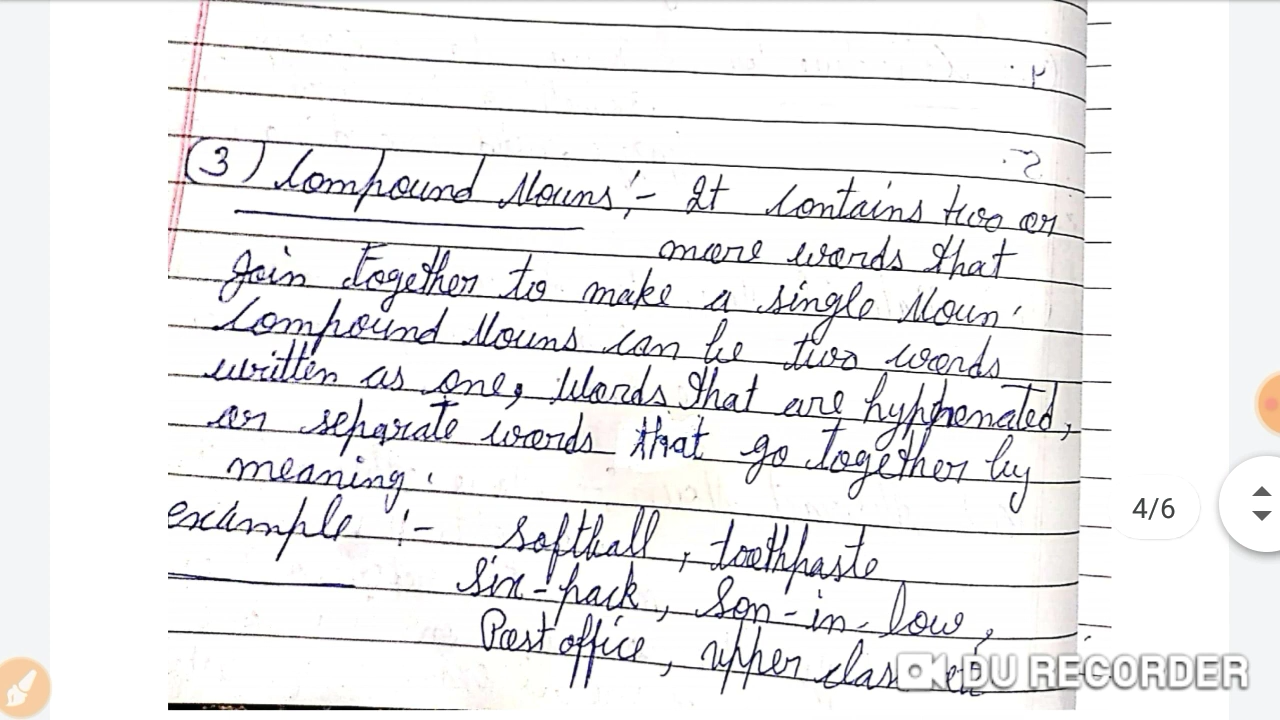 (3) Compound Nouns :- It contains two or
more words that
join together to make a single Noun.
Compound Nouns can be two words
written as one, Words that are hyphenated,
or separate words that go together by
meaning.
example :- Softball, toothpaste
Six-pack, Son-in-low,
Post office, upper class etc
4/6
DU RECORDER